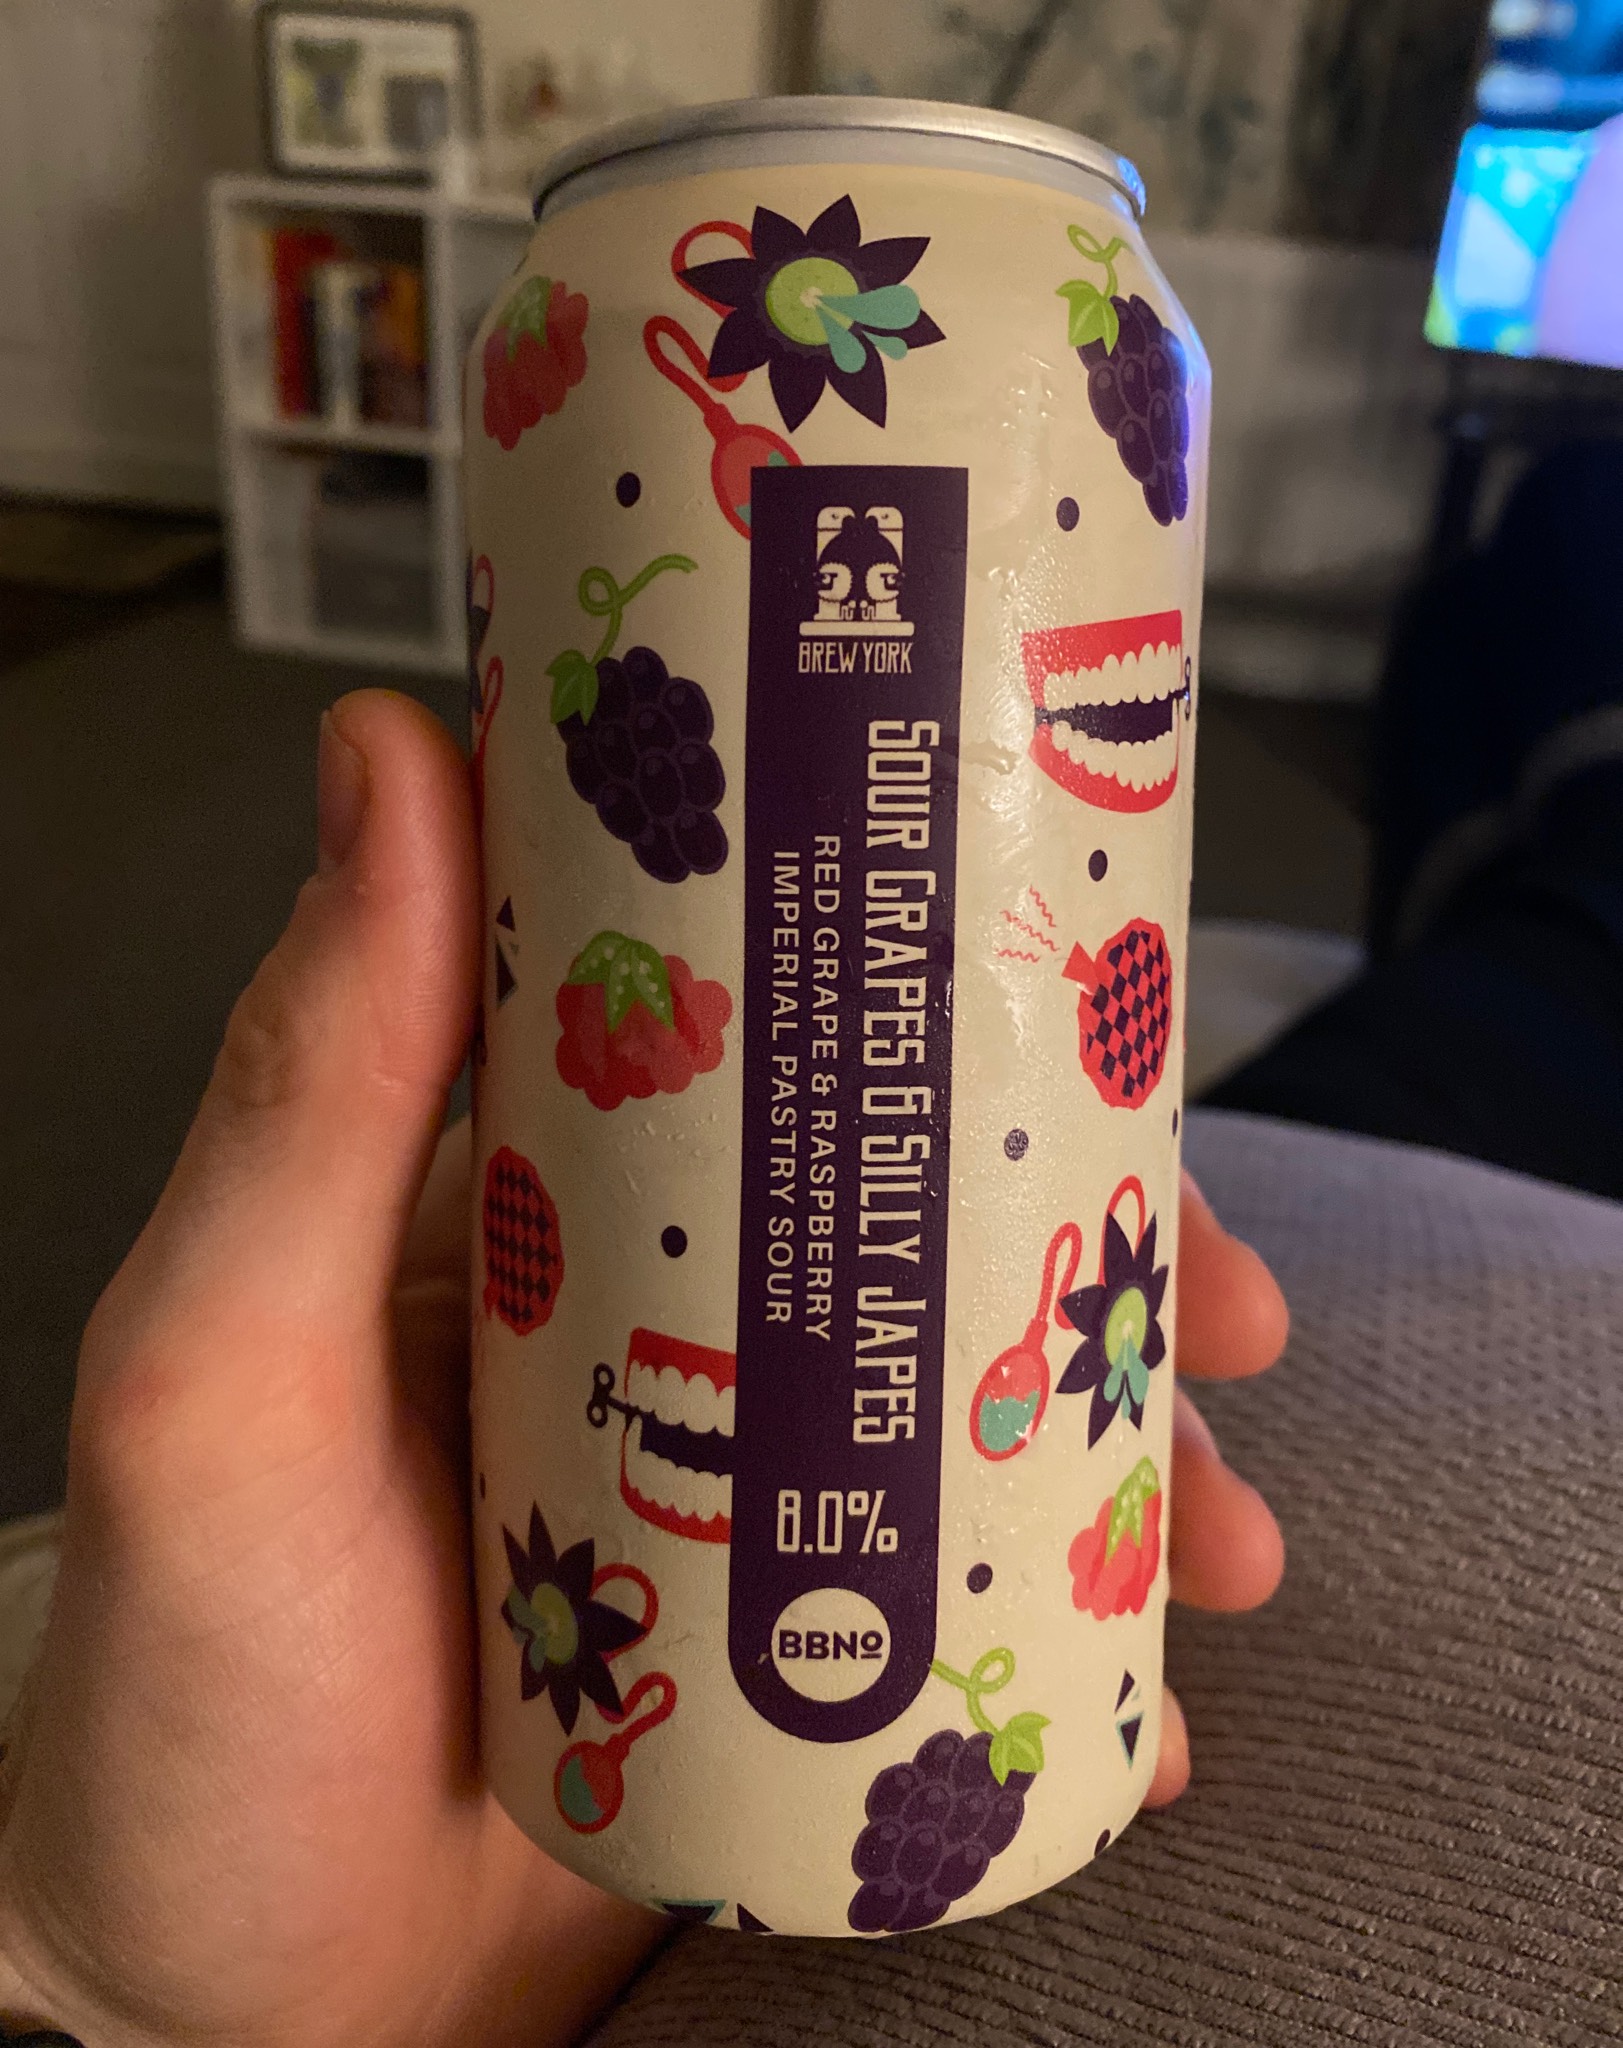 BREW YORK
SOUR GRAPES & SILLY JAPES
RED GRAPE & RASPBERRY
IMPERIAL PASTRY SOUR
8.0%
BBNº